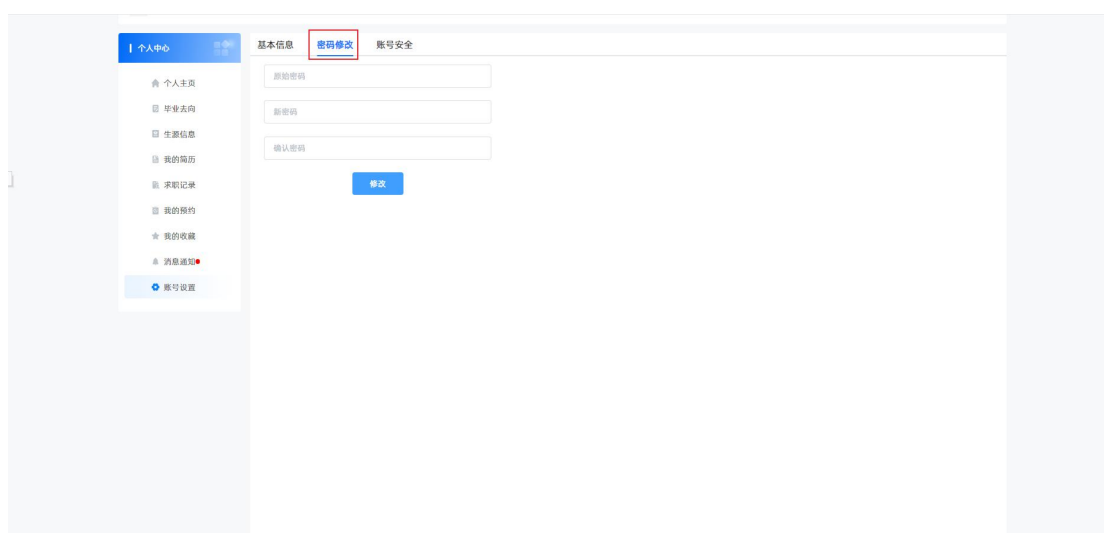 个人中心
个人主页
毕业去向
生源信息
我的简历
求职记录
我的预约
我的收藏
消息通知
账号设置
基本信息 密码修改 账号安全
原始密码
新密码
确认密码
修改